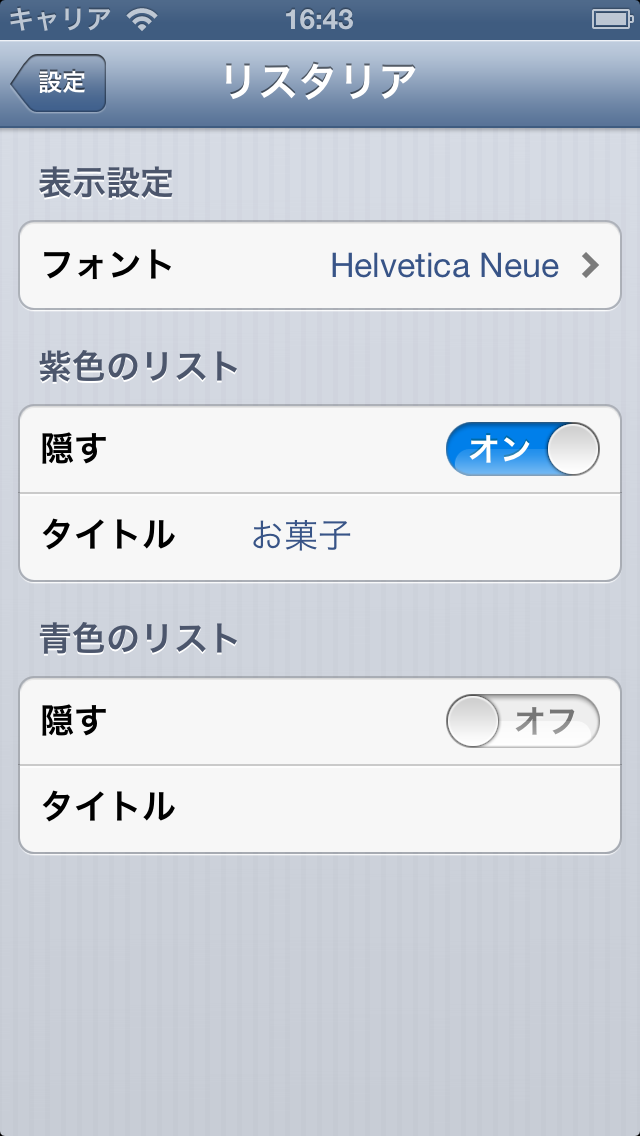 キャリア 16:43
設定 リスタリア
表示設定
フォント Helvetica Neue
紫色のリスト
隠す オン
タイトル お菓子
青色のリスト
隠す オフ
タイトル